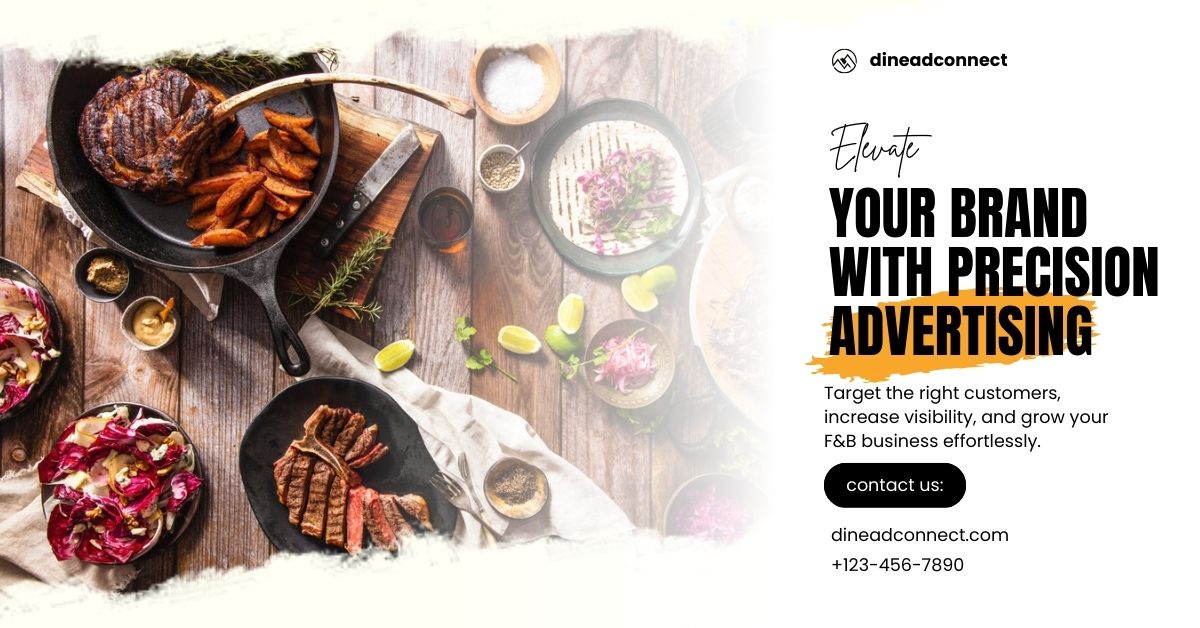 dineadconnect
Elevate
YOUR BRAND
WITH PRECISION
ADVERTISING
Target the right customers,
increase visibility, and grow your
F&B business effortlessly.
contact us:
dineadconnect.com
+123-456-7890